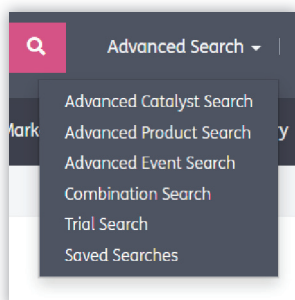 Advanced Search
Advanced Catalyst Search
Advanced Product Search
Advanced Event Search
Combination Search
Trial Search
Saved Searches